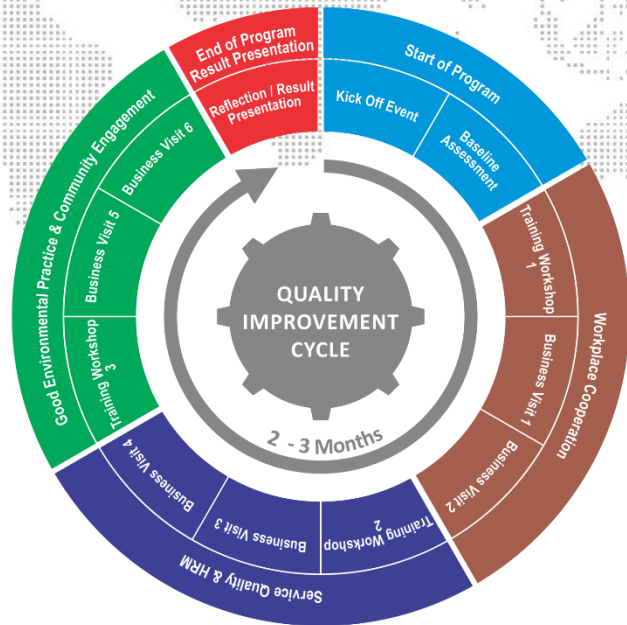 Start of Program
Kick Off Event
Baseline
Assessment
Workplace Cooperation
Training Workshop
1
Business Visit 1
Business Visit 2
Service Quality & HRM
Training Workshop
2
Business Visit 3
Business Visit 4
Good Environmental Practice & Community Engagement
Training Workshop
3
Business Visit 5
Business Visit 6
End of Program
Result Presentation
Reflection / Result
Presentation
QUALITY
IMPROVEMENT
CYCLE
2 - 3 Months